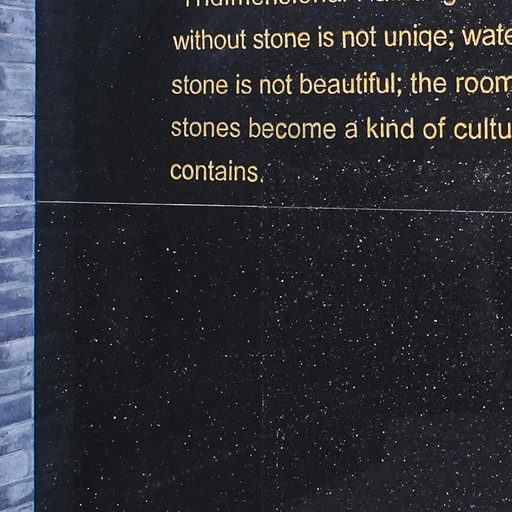 without stone is not uniqe; wate
stone is not beautiful; the room
stones become a kind of cultu
contains.